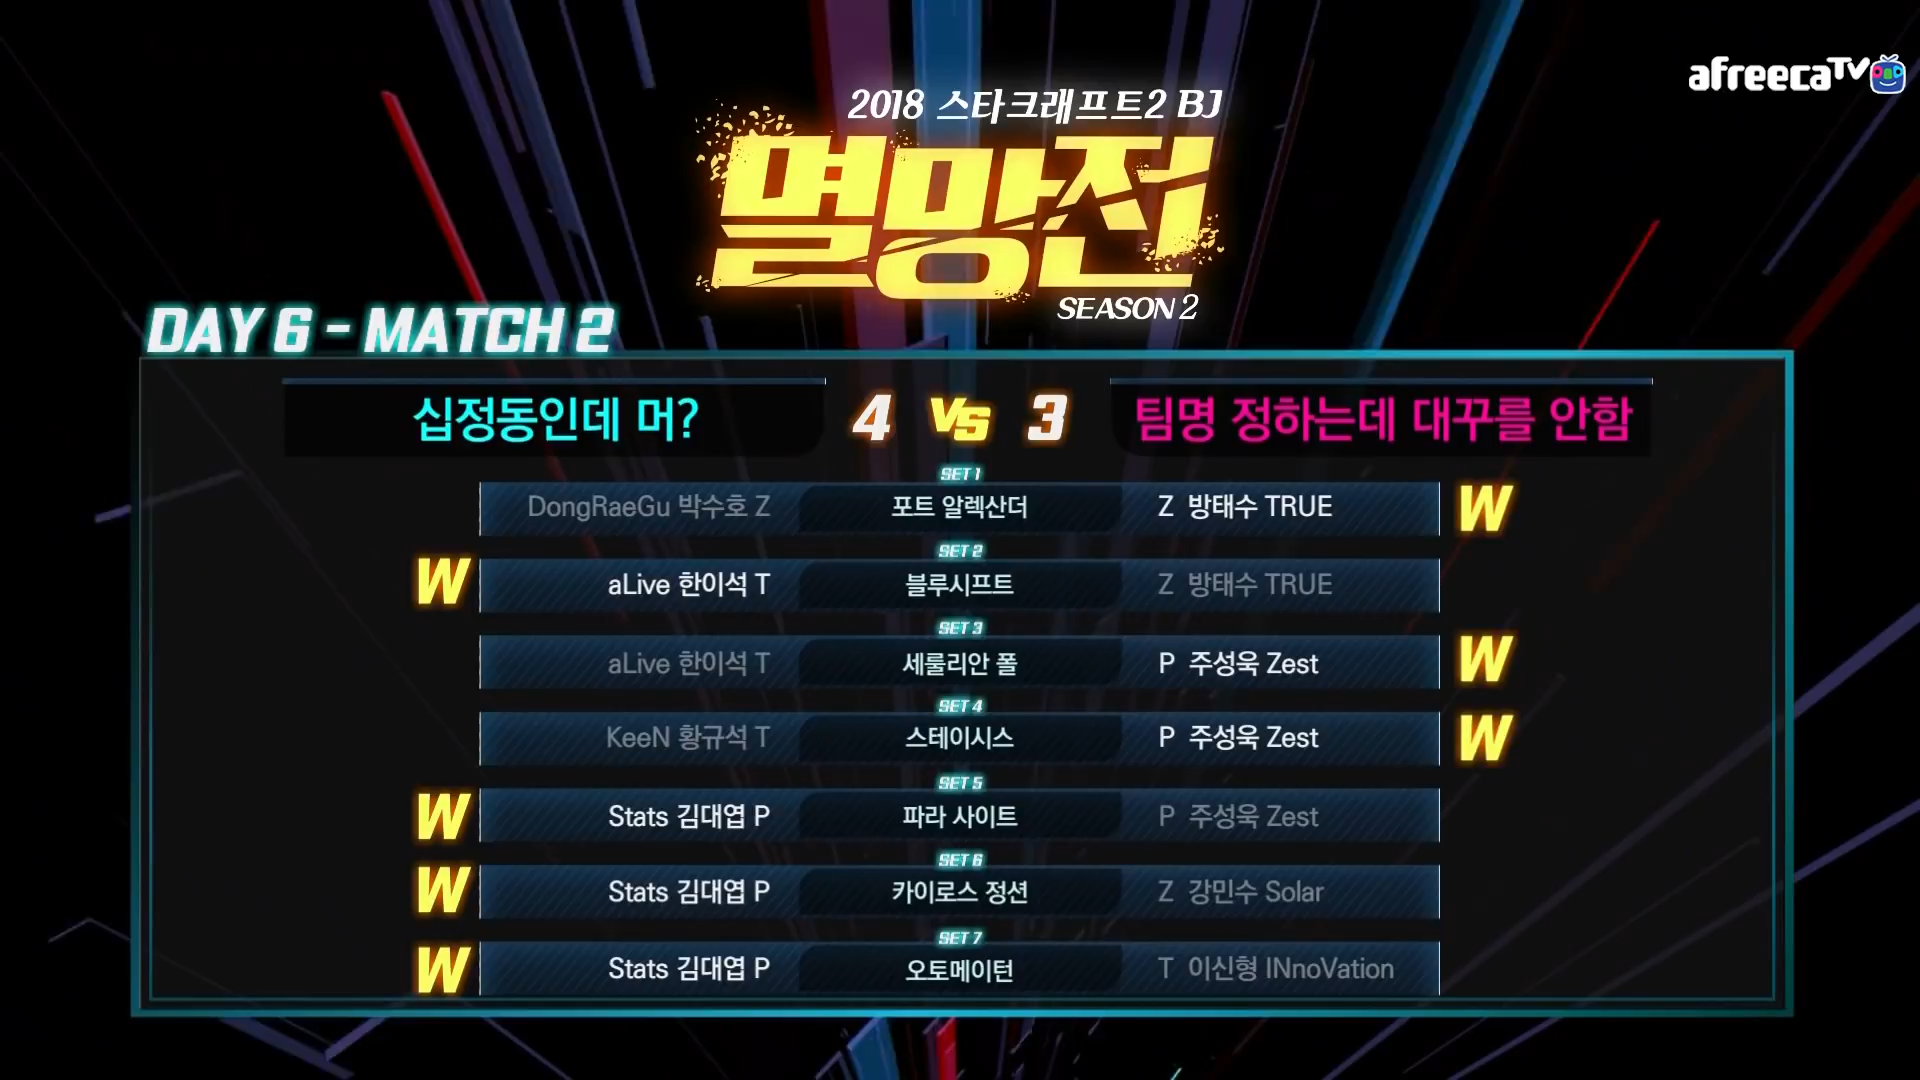 afreecaTV
2018 스타크래프트2 BJ
멸망전
SEASON 2
DAY 6 - MATCH 2
십정동인데 머? 4 VS 3 팀명 정하는데 대꾸를 안함
SET 1
DongRaeGu 박수호 Z 포트 알렉산더 Z 방태수 TRUE W
SET 2
W aLive 한이석 T 블루시프트 Z 방태수 TRUE
SET 3
aLive 한이석 T 세룰리안 폴 P 주성욱 Zest W
SET 4
KeeN 황규석 T 스테이시스 P 주성욱 Zest W
SET 5
W Stats 김대엽 P 파라 사이트 P 주성욱 Zest
SET 6
W Stats 김대엽 P 카이로스 정션 Z 강민수 Solar
SET 7
W Stats 김대엽 P 오토메이턴 T 이신형 INnoVation